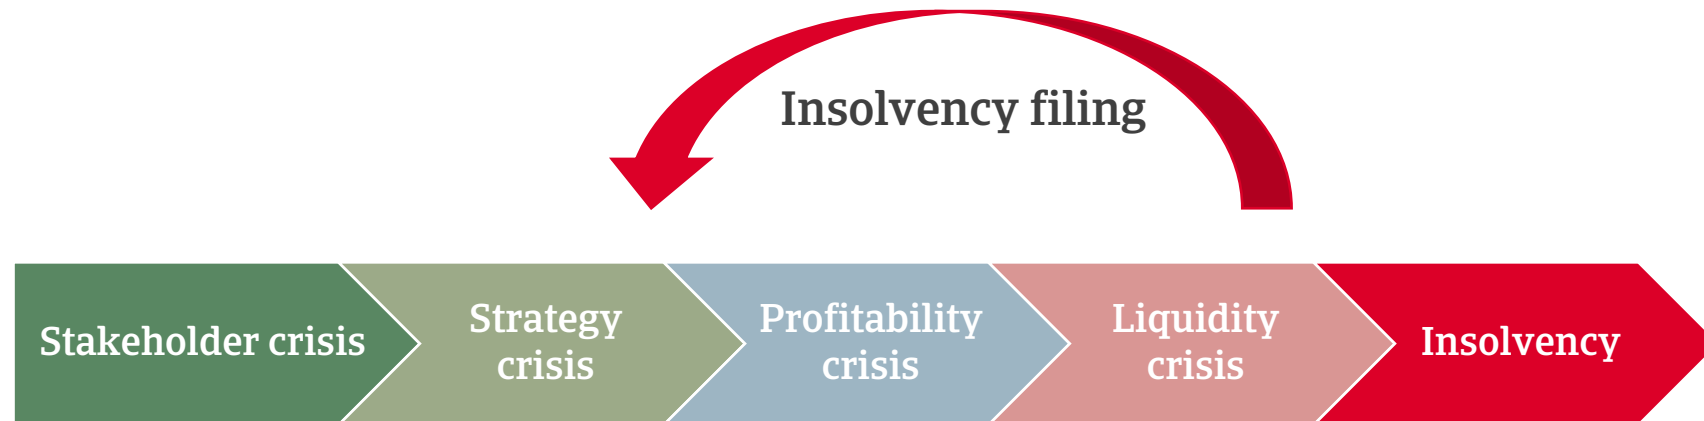 Insolvency filing
Stakeholder crisis
Strategy
crisis
Profitability
crisis
Liquidity
crisis
Insolvency